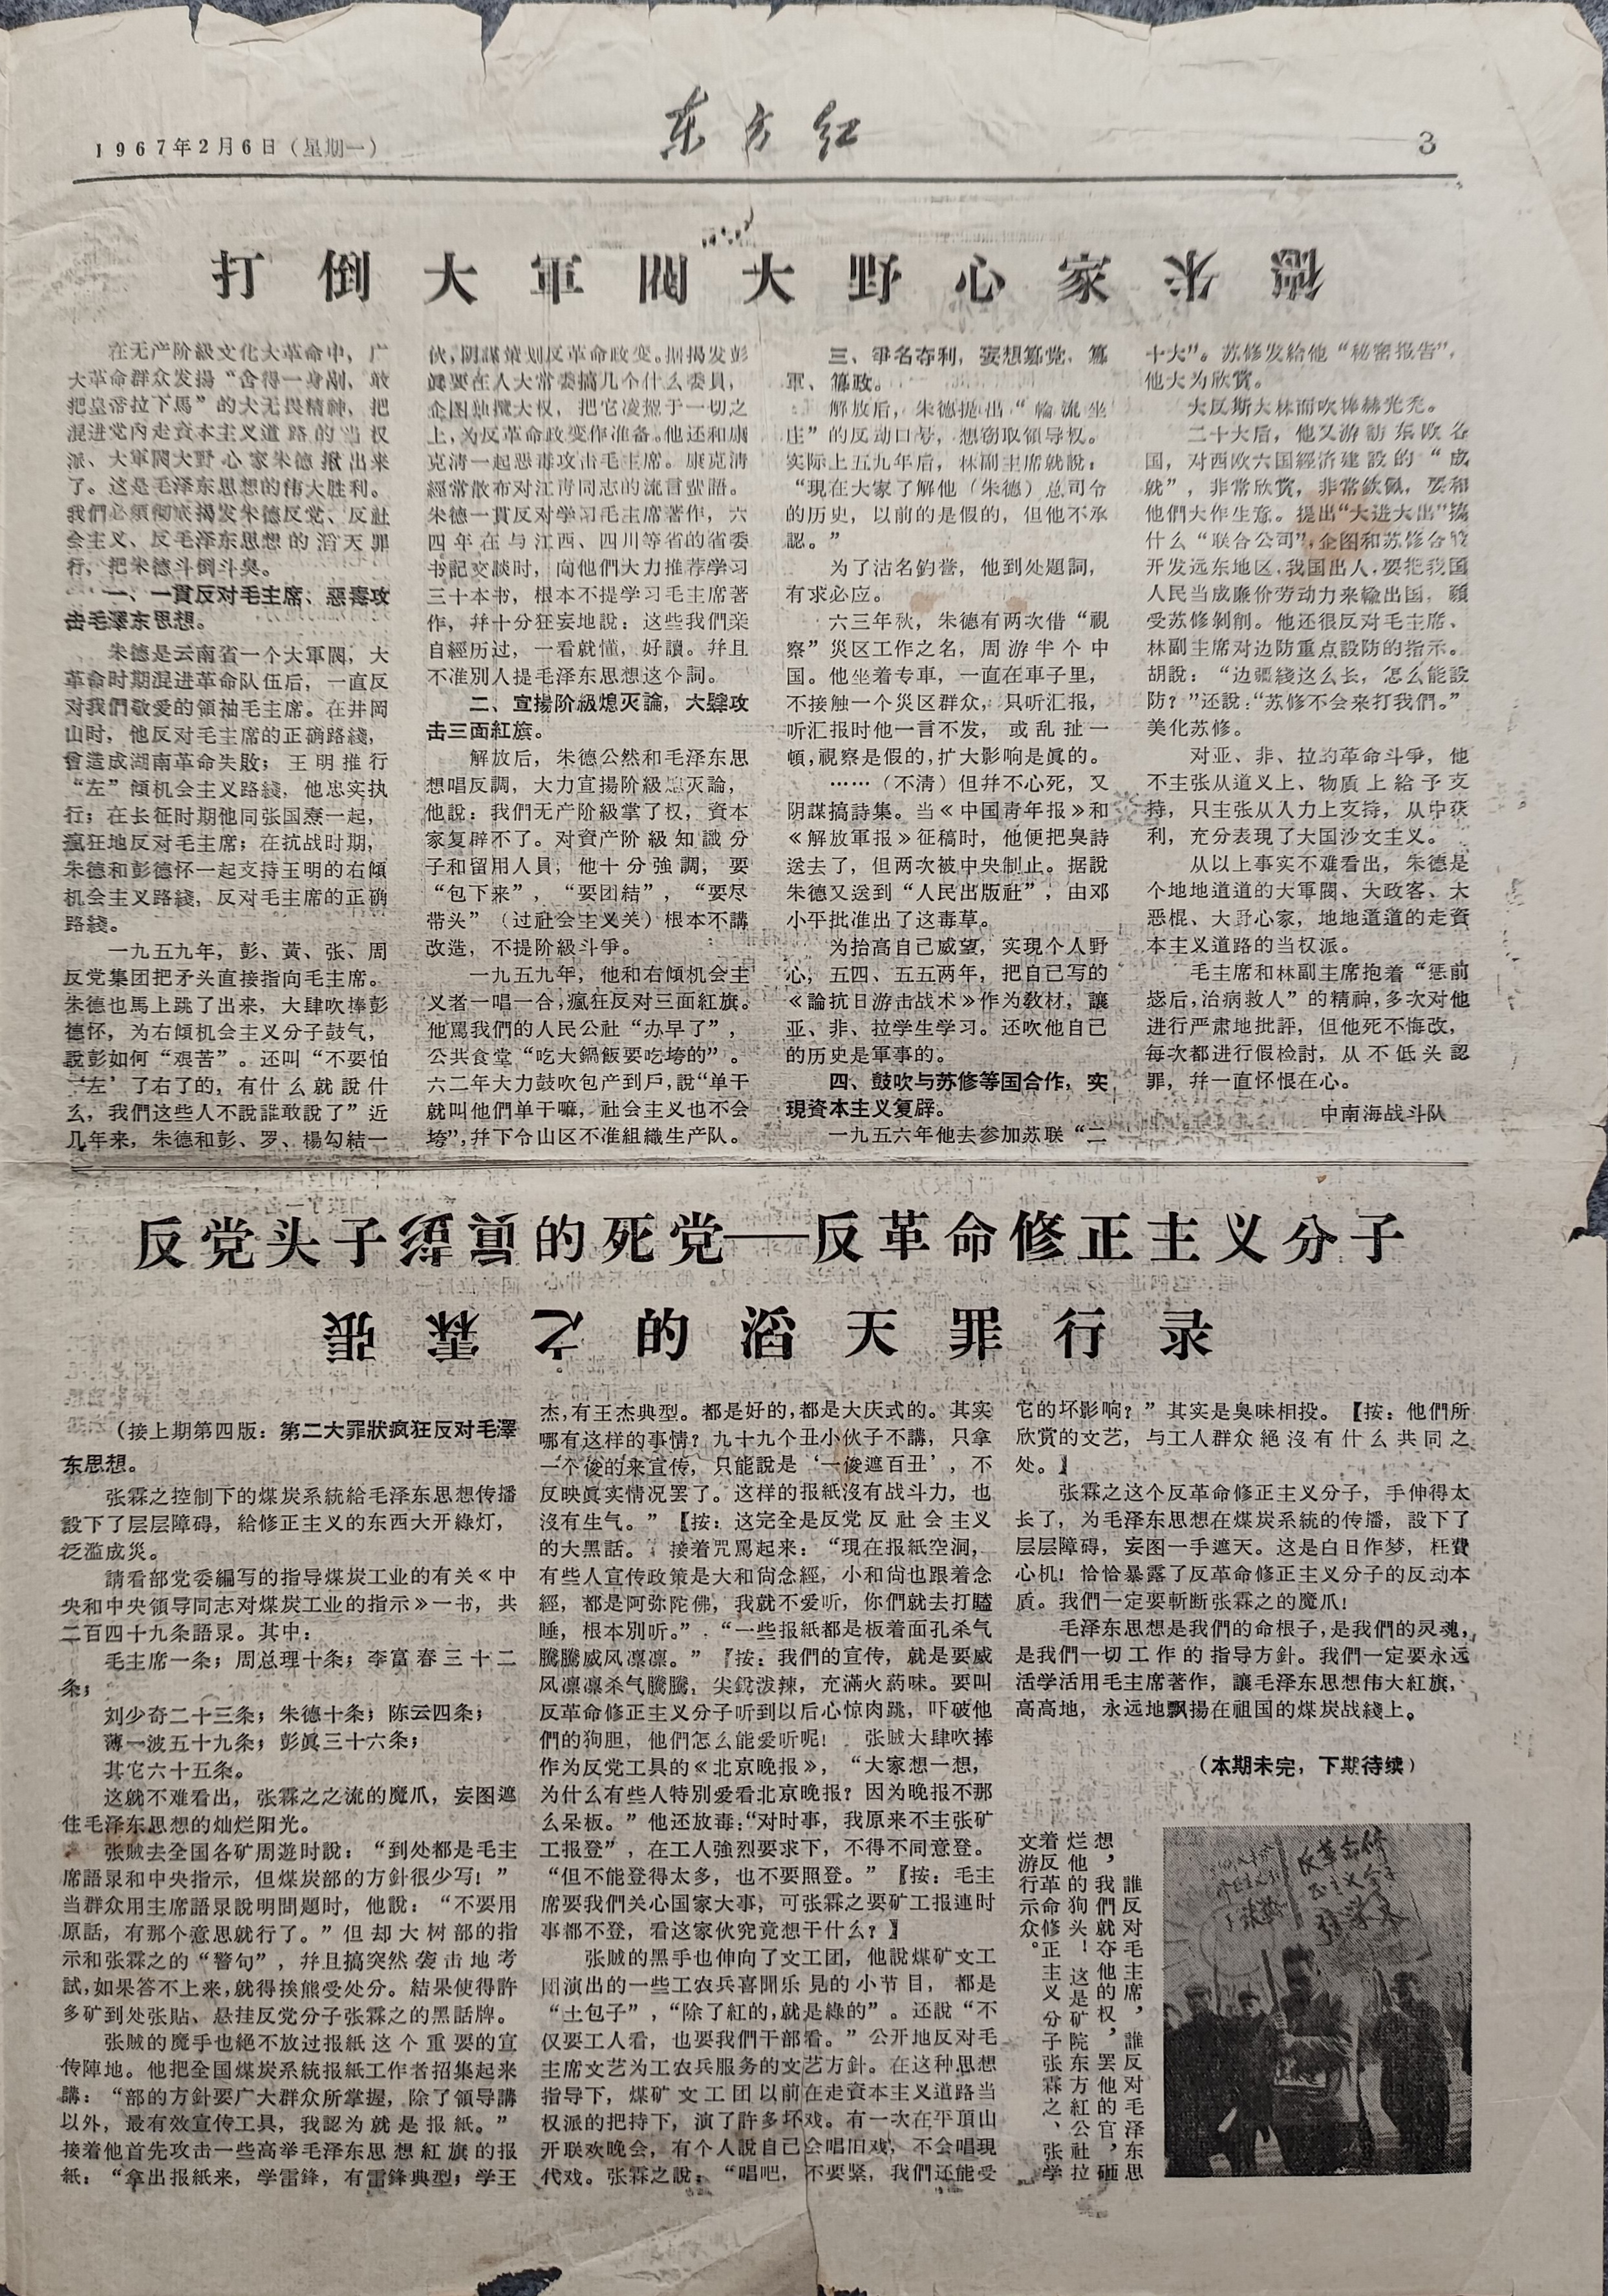 1967年2月6日（星期一）
东方红
3
打倒大軍閥大野心家朱德
在无产阶級文化大革命中，广
大革命群众发揚“舍得一身剐，敢
把皇帝拉下馬”的大无畏精神，把
混进党内走資本主义道路的当权
派、大軍閥大野心家朱德揪出来
了。这是毛泽东思想的伟大胜利。
我們必須彻底揭发朱德反党、反社
会主义、反毛泽东思想的滔天罪
行，把朱德斗倒斗臭。
一、一貫反对毛主席、惡毒攻
击毛澤东思想。
朱德是云南省一个大軍閥，大
革命时期混进革命队伍后，一直反
对我們敬爱的領袖毛主席。在井岡
山时，他反对毛主席的正确路綫，
曾造成湖南革命失敗；王明推行
“左”傾机会主义路綫，他忠实执
行；在长征时期他同张国燾一起，
瘋狂地反对毛主席；在抗战时期，
朱德和彭德怀一起支持王明的右傾
机会主义路綫，反对毛主席的正确
路綫。
一九五九年，彭、黃、张、周
反党集团把矛头直接指向毛主席。
朱德也馬上跳了出来，大肆吹捧彭
德怀，为右傾机会主义分子鼓气，
說彭如何“艰苦”。还叫“不要怕
‘左’了右了的，有什么就說什
么，我們这些人不說誰敢說了”近
几年来，朱德和彭、罗、楊勾結一
伙，阴謀策划反革命政变。据揭发彭
眞要在人大常委搞几个什么委員，
企图独攬大权，把它凌驾于一切之
上，为反革命政变作准备。他还和康
克清一起恶毒攻击毛主席。康克清
經常散布对江青同志的流言蜚語。
朱德一貫反对学习毛主席著作，六
四年在与江西、四川等省的省委
书記交談时，向他們大力推荐学习
三十本书，根本不提学习毛主席著
作，幷十分狂妄地說：这些我們亲
自經历过，一看就懂，好讀。幷且
不准別人提毛泽东思想这个詞。
二、宣揚阶級熄灭論，大肆攻
击三面紅旗。
解放后，朱德公然和毛泽东思
想唱反調，大力宣揚阶級熄灭論，
他說：我們无产阶級掌了权，資本
家复辟不了。对資产阶級知識分
子和留用人員，他十分強調，要
“包下来”，“要团結”，“要尽
带头”（过社会主义关）根本不講
改造，不提阶級斗爭。
一九五九年，他和右傾机会主
义者一唱一合，瘋狂反对三面紅旗。
他罵我們的人民公社“办早了”，
公共食堂“吃大鍋飯要吃垮的”。
六二年大力鼓吹包产到戶，說“单干
就叫他們单干嘛，社会主义也不会
垮”，幷下令山区不准組織生产队。
三、爭名夺利，妄想篡党、篡
軍、篡政。
解放后，朱德提出“輪流坐
庄”的反动口号，想窃取領导权。
实际上五九年后，林副主席就說：
“現在大家了解他（朱德）总司令
的历史，以前的是假的，但他不承
認。”
为了沽名釣誉，他到处題詞，
有求必应。
六三年秋，朱德有两次借“視
察”災区工作之名，周游半个中
国。他坐着专車，一直在車子里，
不接触一个災区群众，只听汇报，
听汇报时他一言不发，或乱扯一
頓，視察是假的，扩大影响是眞的。
……（不淸）但幷不心死，又
阴謀搞詩集。当《中国青年报》和
《解放軍报》征稿时，他便把臭詩
送去了，但两次被中央制止。据說
朱德又送到“人民出版社”，由邓
小平批准出了这毒草。
为抬高自己威望，实現个人野
心，五四、五五两年，把自己写的
《論抗日游击战术》作为敎材，讓
亚、非、拉学生学习。还吹他自己
的历史是軍事的。
四、鼓吹与苏修等国合作，实
現資本主义复辟。
一九五六年他去参加苏联“二
十大”。苏修发給他“秘密报告”，
他大为欣赏。
大反斯大林而吹捧赫光禿。
二十大后，他又游訪东欧各
国，对西欧六国經济建設的“成
就”，非常欣赏，非常欽佩，要和
他們大作生意。提出“大进大出”搞
什么“联合公司”，企图和苏修合营
开发远东地区，我国出人，要把我国
人民当成廉价劳动力来輸出国，願
受苏修剝削。他还很反对毛主席、
林副主席对边防重点設防的指示。
胡說：“边疆綫这么长，怎么能設
防？”还說：“苏修不会来打我們。”
美化苏修。
对亚、非、拉的革命斗爭，他
不主张从道义上、物质上給予支
持，只主张从人力上支持，从中获
利，充分表現了大国沙文主义。
从以上事实不难看出，朱德是
个地地道道的大軍閥、大政客、大
恶棍、大野心家，地地道道的走資
本主义道路的当权派。
毛主席和林副主席抱着“惩前
毖后，治病救人”的精神，多次对他
进行严肃地批評，但他死不悔改，
每次都进行假检討，从不低头認
罪，幷一直怀恨在心。
中南海战斗队
反党头子薄彭的死党——反革命修正主义分子
張霖之的滔天罪行录
（接上期第四版：第二大罪狀疯狂反对毛澤
东思想。
张霖之控制下的煤炭系統給毛泽东思想传播
設下了层层障碍，給修正主义的东西大开綠灯，
泛滥成災。
請看部党委編写的指导煤炭工业的有关《中
央和中央領导同志对煤炭工业的指示》一书，共
二百四十九条語录。其中：
毛主席一条；周总理十条；李富春三十二
条；
刘少奇二十三条；朱德十条；陈云四条；
薄一波五十九条；彭眞三十六条；
其它六十五条。
这就不难看出，张霖之之流的魔爪，妄图遮
住毛泽东思想的灿烂阳光。
张贼去全国各矿周遊时說：“到处都是毛主
席語录和中央指示，但煤炭部的方針很少写！”
当群众用主席語录說明問題时，他說：“不要用
原話，有那个意思就行了。”但却大树部的指
示和张霖之的“警句”，幷且搞突然袭击地考
試，如果答不上来，就得挨熊受处分。結果使得許
多矿到处张貼、悬挂反党分子张霖之的黑話牌。
张贼的魔手也絕不放过报紙这个重要的宣
传陣地。他把全国煤炭系統报紙工作者招集起来
講：“部的方針要广大群众所掌握，除了領导講
以外，最有效宣传工具，我認为就是报紙。”
接着他首先攻击一些高举毛泽东思想紅旗的报
紙：“拿出报紙来，学雷鋒，有雷鋒典型；学王
杰，有王杰典型。都是好的，都是大庆式的。其实
哪有这样的事情？九十九个丑小伙子不講，只拿
一个俊的来宣传，只能說是‘一俊遮百丑’，不
反映眞实情况罢了。这样的报紙沒有战斗力，也
沒有生气。”【按：这完全是反党反社会主义
的大黑話。】接着咒罵起来：“現在报紙空洞，
有些人宣传政策是大和尙念經，小和尙也跟着念
經，都是阿弥陀佛，我就不爱听，你們就去打瞌
睡，根本別听。”“一些报紙都是板着面孔杀气
騰騰威风凛凛。”【按：我們的宣传，就是要威
风凛凛杀气騰騰，尖銳泼辣，充滿火葯味。要叫
反革命修正主义分子听到以后心惊肉跳，吓破他
們的狗胆，他們怎么能爱听呢！　张贼大肆吹捧
作为反党工具的《北京晚报》，“大家想一想，
为什么有些人特別爱看北京晚报？因为晚报不那
么呆板。”他还放毒：“对时事，我原来不主张矿
工报登”，在工人強烈要求下，不得不同意登。
“但不能登得太多，也不要照登。”【按：毛主
席要我們关心国家大事，可张霖之要矿工报連时
事都不登，看这家伙究竟想干什么？】
张贼的黑手也伸向了文工团，他說煤矿文工
团演出的一些工农兵喜聞乐見的小节目，都是
“土包子”，“除了紅的，就是綠的”。还說“不
仅要工人看，也要我們干部看。”公开地反对毛
主席文艺为工农兵服务的文艺方針。在这种思想
指导下，煤矿文工团以前在走資本主义道路当
权派的把持下，演了許多坏戏。有一次在平頂山
开联欢晚会，有个人說自己会唱旧戏，不会唱現
代戏。张霖之說：“唱吧，不要緊，我們还能受
它的坏影响？”其实是臭味相投。【按：他們所
欣赏的文艺，与工人群众絕沒有什么共同之
处。】
张霖之这个反革命修正主义分子，手伸得太
长了，为毛泽东思想在煤炭系統的传播，設下了
层层障碍，妄图一手遮天。这是白日作梦，枉費
心机！恰恰暴露了反革命修正主义分子的反动本
质。我們一定要斬断张霖之的魔爪！
毛泽东思想是我們的命根子，是我們的灵魂，
是我們一切工作的指导方針。我們一定要永远
活学活用毛主席著作，讓毛泽东思想伟大紅旗，
高高地，永远地飄揚在祖国的煤炭战綫上。
（本期未完，下期待续）
誰反对毛主席，誰反对毛泽东思
想，我們就夺他的权，罢他的官，砸
烂他的狗头！这是矿院东方紅公社拉
着反革命修正主义分子张霖之、张学
文游行示众。
反革命修
正主义分子
张学文